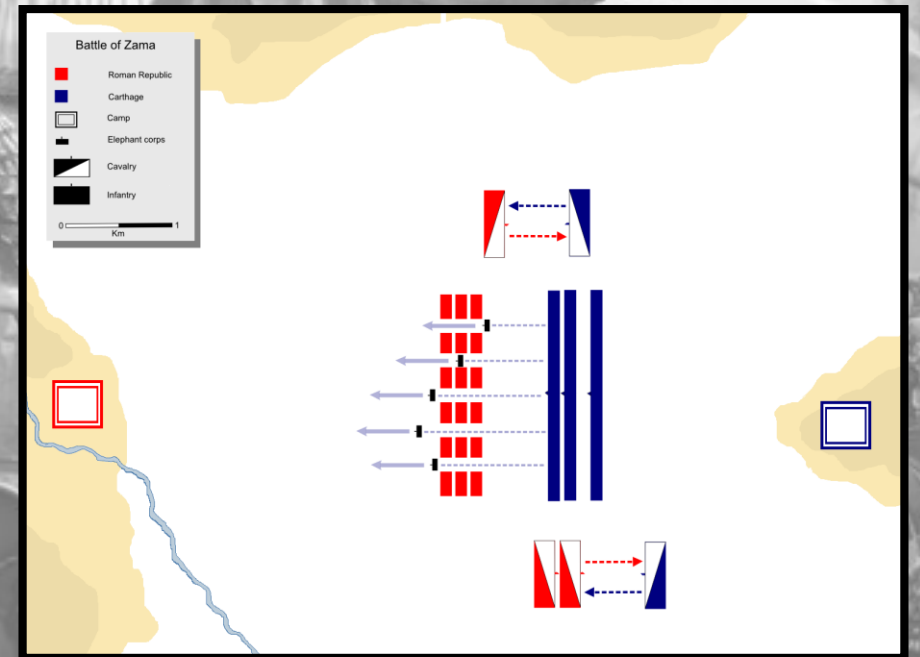 Battle of Zama
Roman Republic
Carthage
Camp
Elephant corps
Cavalry
Infantry
0 1
Km